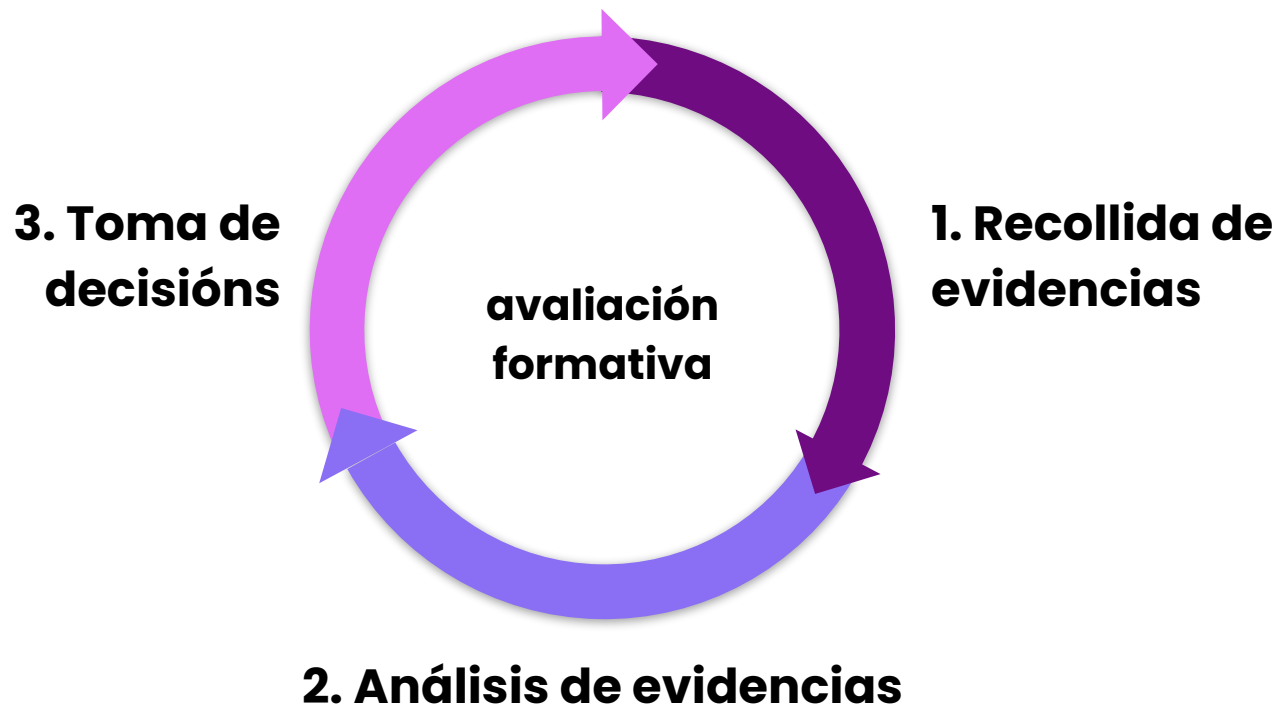 1. Recollida de
evidencias
2. Análisis de evidencias
3. Toma de
decisións
avaliación
formativa